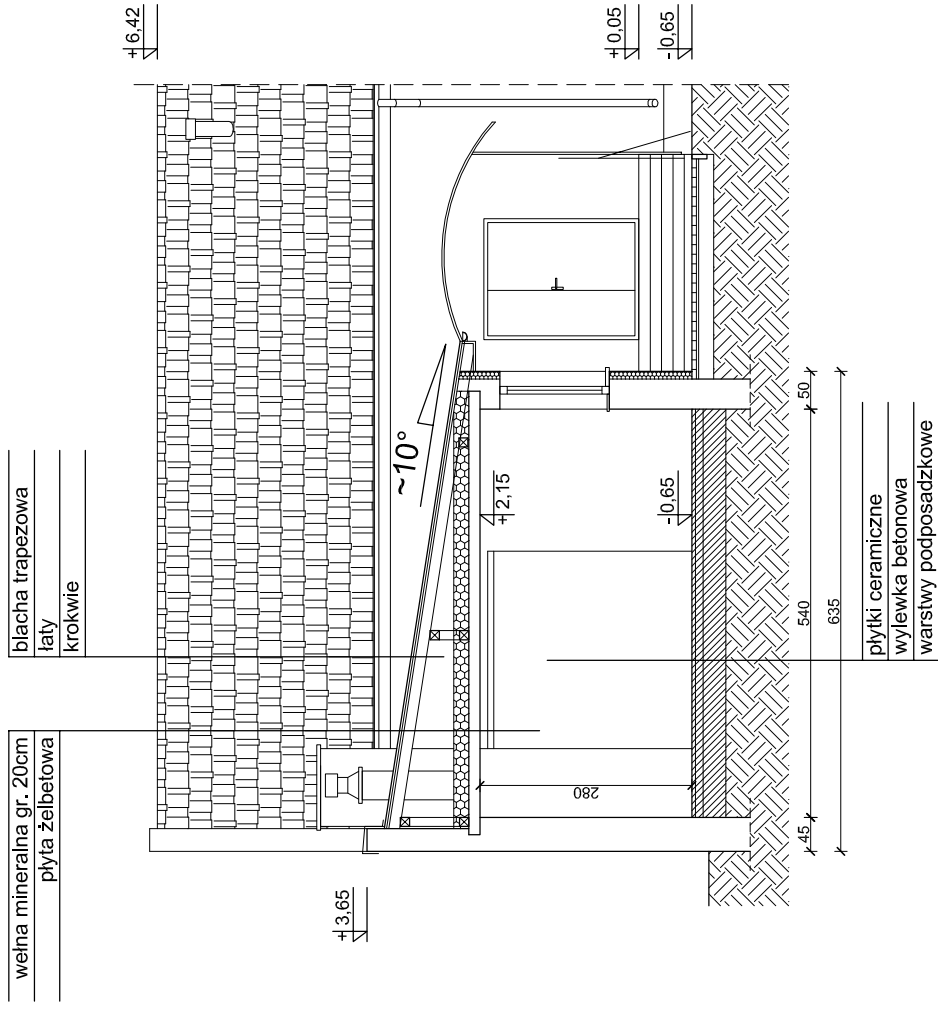 wełna mineralna gr. 20cm
płyta żelbetowa
blacha trapezowa
łaty
krokwie
+6,42
+3,65
~10°
+2,15
-0,65
+0,05
-0,65
280
45
540
50
635
płytki ceramiczne
wylewka betonowa
warstwy podposadzkowe